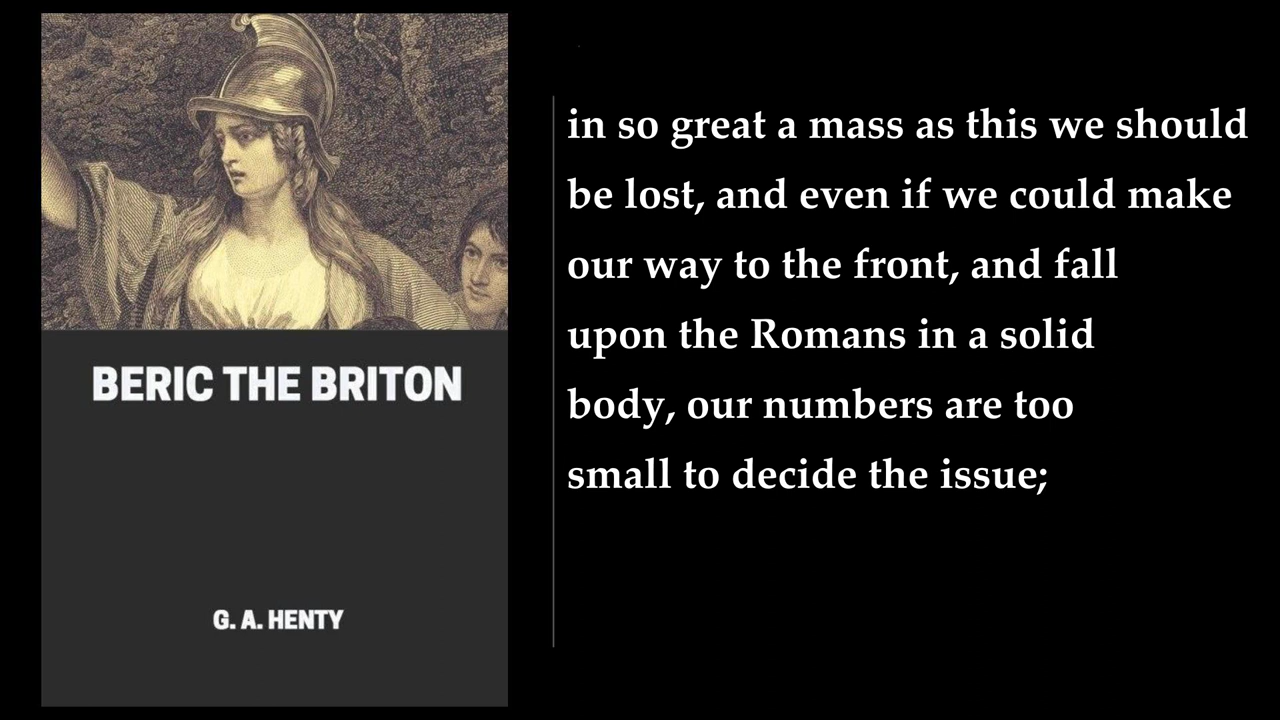 BERIC THE BRITON
G. A. HENTY
in so great a mass as this we should
be lost, and even if we could make
our way to the front, and fall
upon the Romans in a solid
body, our numbers are too
small to decide the issue;